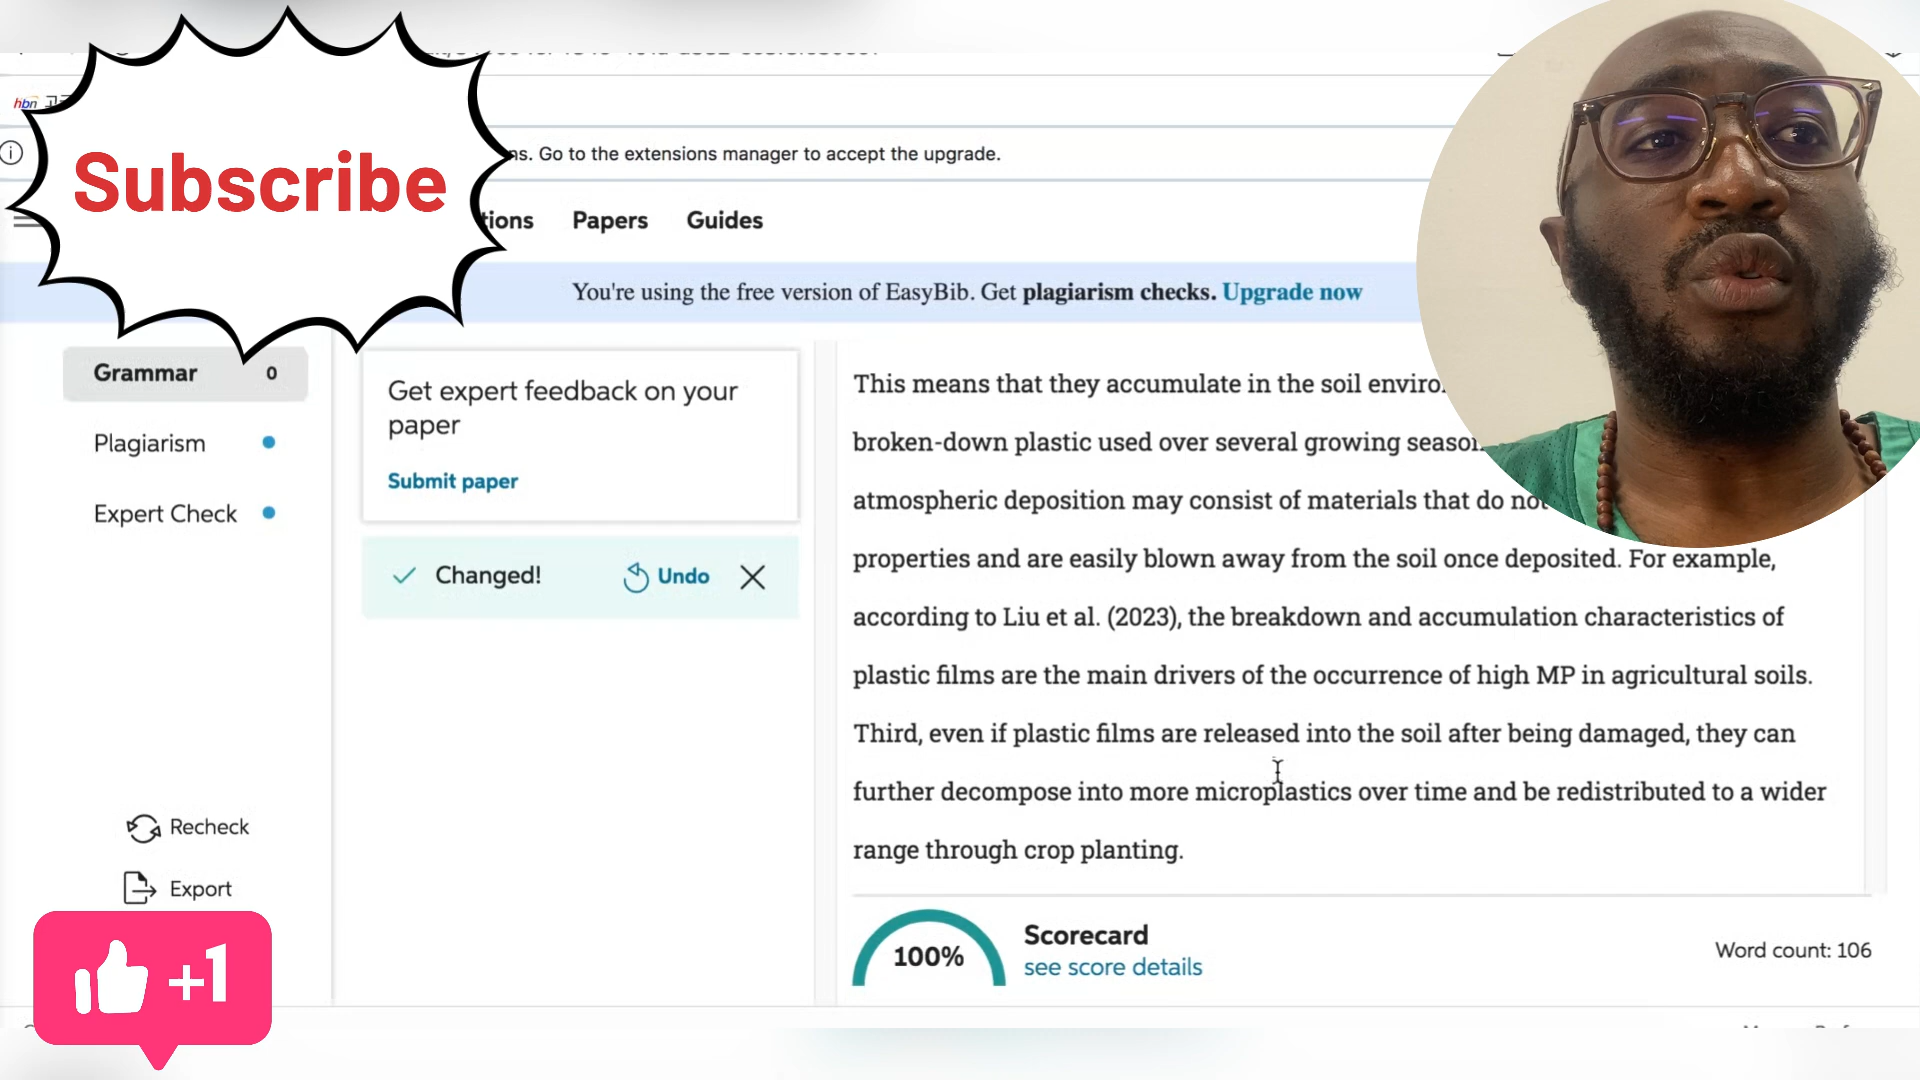 hbn
Subscribe
ns. Go to the extensions manager to accept the upgrade.
tions Papers Guides
You're using the free version of EasyBib. Get plagiarism checks. Upgrade now
Grammar 0
Plagiarism
Expert Check
Get expert feedback on your
paper
Submit paper
Changed! Undo
This means that they accumulate in the soil enviro
broken-down plastic used over several growing season
atmospheric deposition may consist of materials that do not
properties and are easily blown away from the soil once deposited. For example,
according to Liu et al. (2023), the breakdown and accumulation characteristics of
plastic films are the main drivers of the occurrence of high MP in agricultural soils.
Third, even if plastic films are released into the soil after being damaged, they can
further decompose into more microplastics over time and be redistributed to a wider
range through crop planting.
Recheck
Export
+1
100%
Scorecard
see score details
Word count: 106